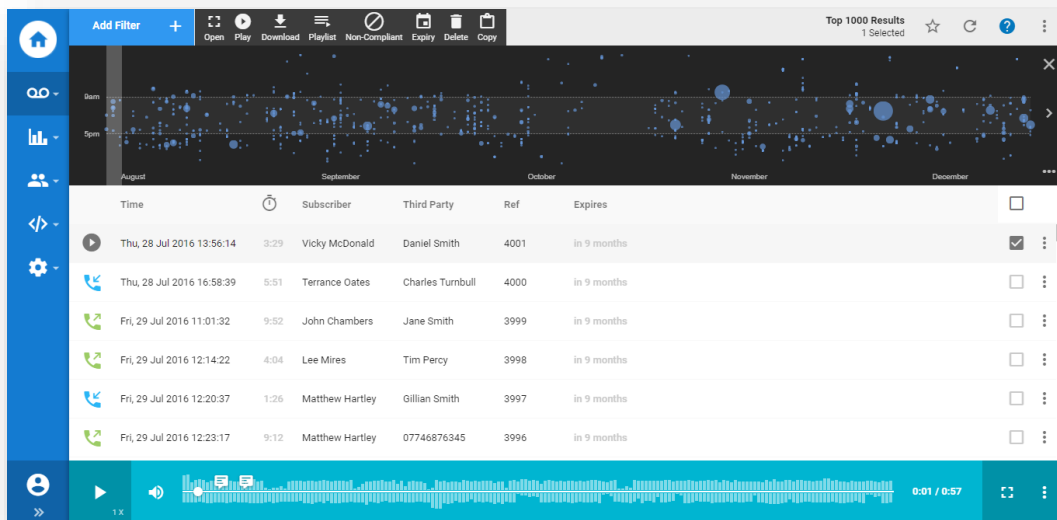 Add Filter +
Open Play Download Playlist Non-Compliant Expiry Delete Copy
Top 1000 Results
1 Selected
?
9am
5pm
August September October November December
Time Subscriber Third Party Ref Expires
Thu, 28 Jul 2016 13:56:14 3:29 Vicky McDonald Daniel Smith 4001 in 9 months
Thu, 28 Jul 2016 16:58:39 5:51 Terrance Oates Charles Turnbull 4000 in 9 months
Fri, 29 Jul 2016 11:01:32 9:52 John Chambers Jane Smith 3999 in 9 months
Fri, 29 Jul 2016 12:14:22 4:04 Lee Mires Tim Percy 3998 in 9 months
Fri, 29 Jul 2016 12:20:37 1:26 Matthew Hartley Gillian Smith 3997 in 9 months
Fri, 29 Jul 2016 12:23:17 9:12 Matthew Hartley 07746876345 3996 in 9 months
1 X
0:01 / 0:57